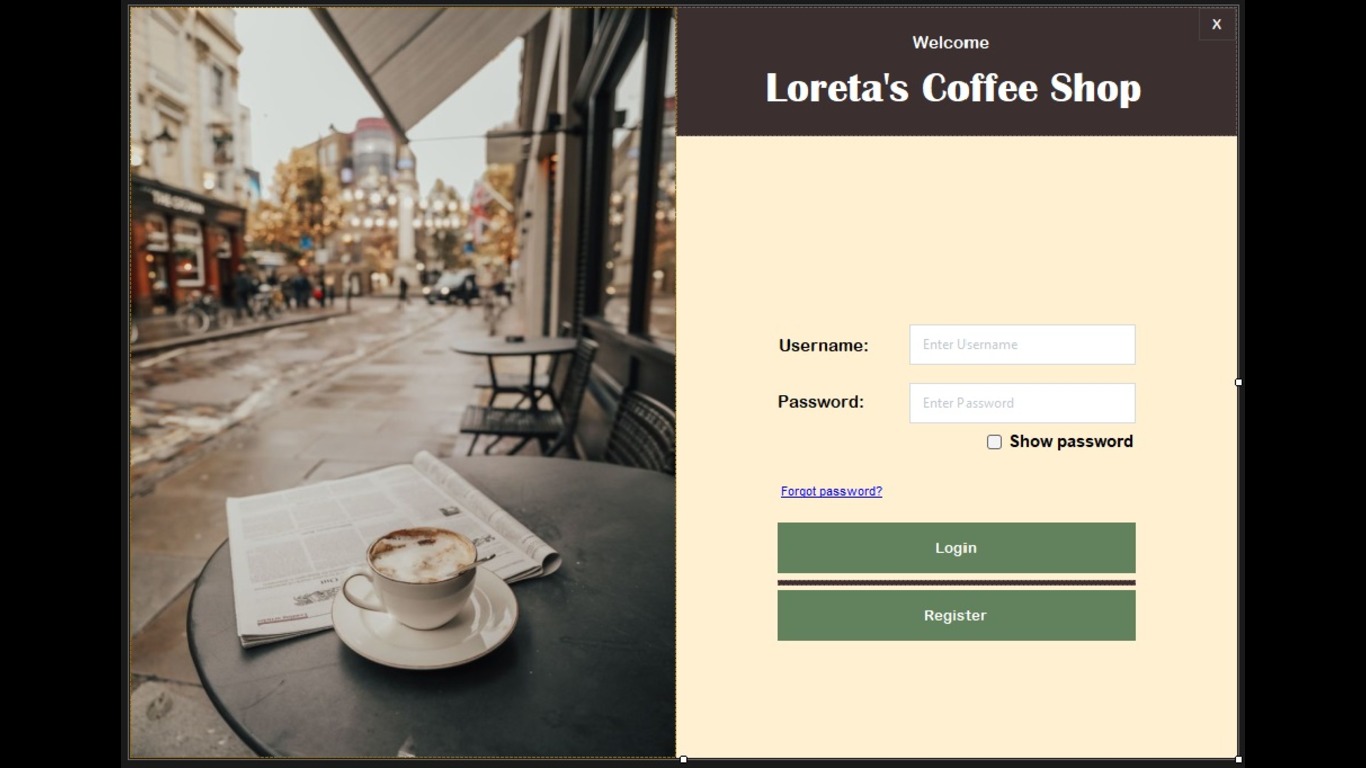 X
Welcome
Loreta's Coffee Shop
Username:
Enter Username
Password:
Enter Password
Show password
Forgot password?
Login
Register